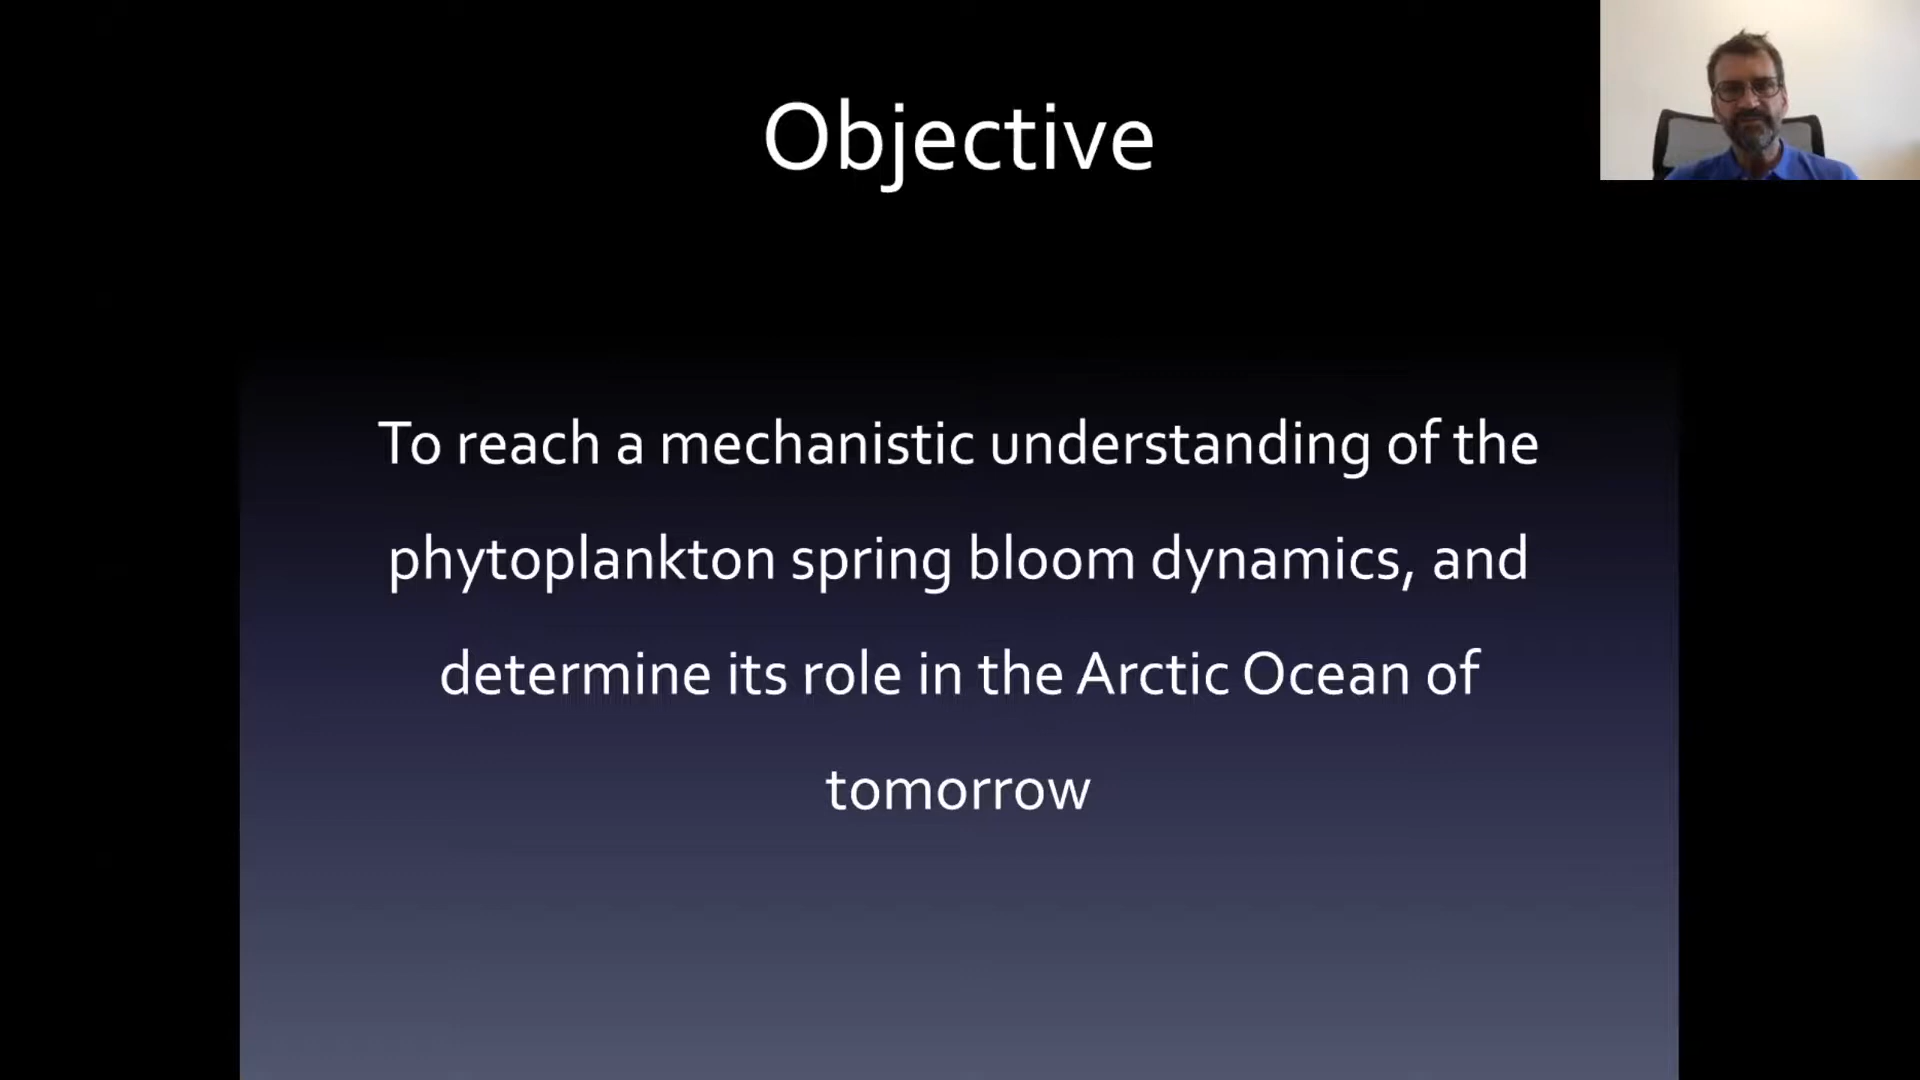 Objective
To reach a mechanistic understanding of the
phytoplankton spring bloom dynamics, and
determine its role in the Arctic Ocean of
tomorrow